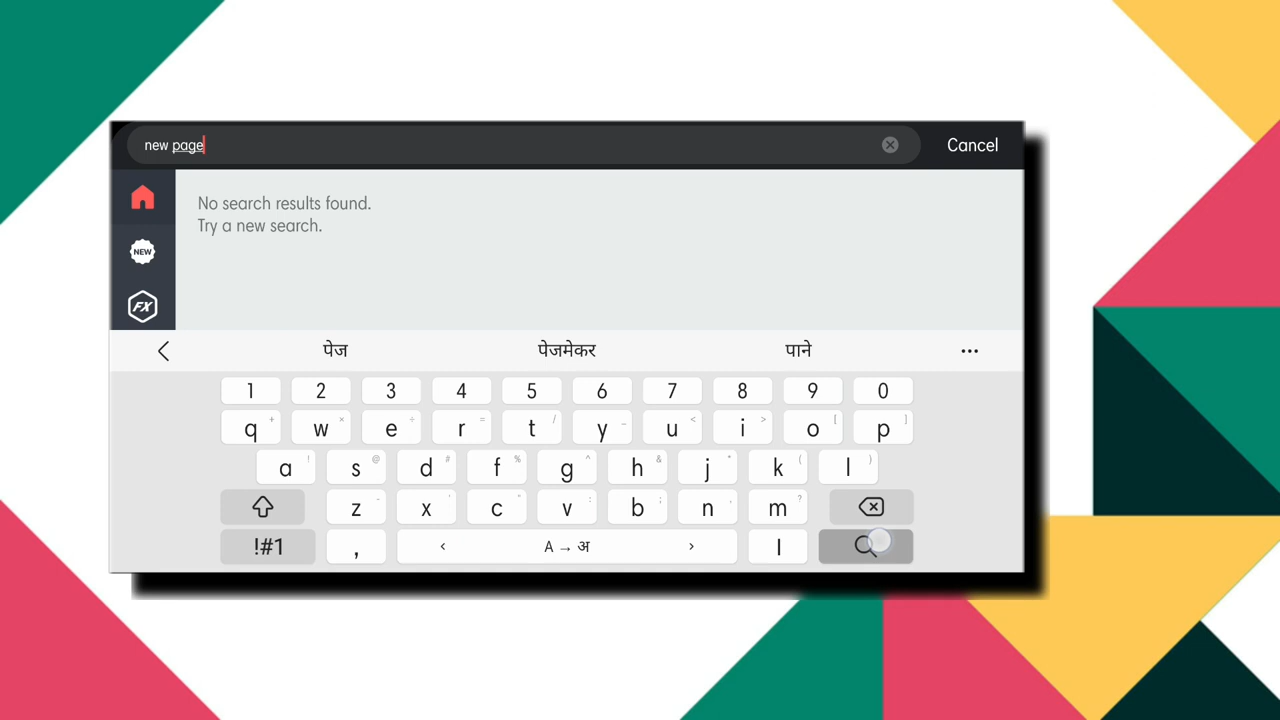 new page
Cancel
No search results found.
Try a new search.
NEW
FX
पेज पेजमेकर पाने ...
1 2 3 4 5 6 7 8 9 0
q + w × e ÷ r = t / y _ u < i > o [ p ]
a ! s @ d # f % g ^ h & j * k ( l )
z - x ' c " v : b ; n , m ?
!#1 , < A → अ > ।